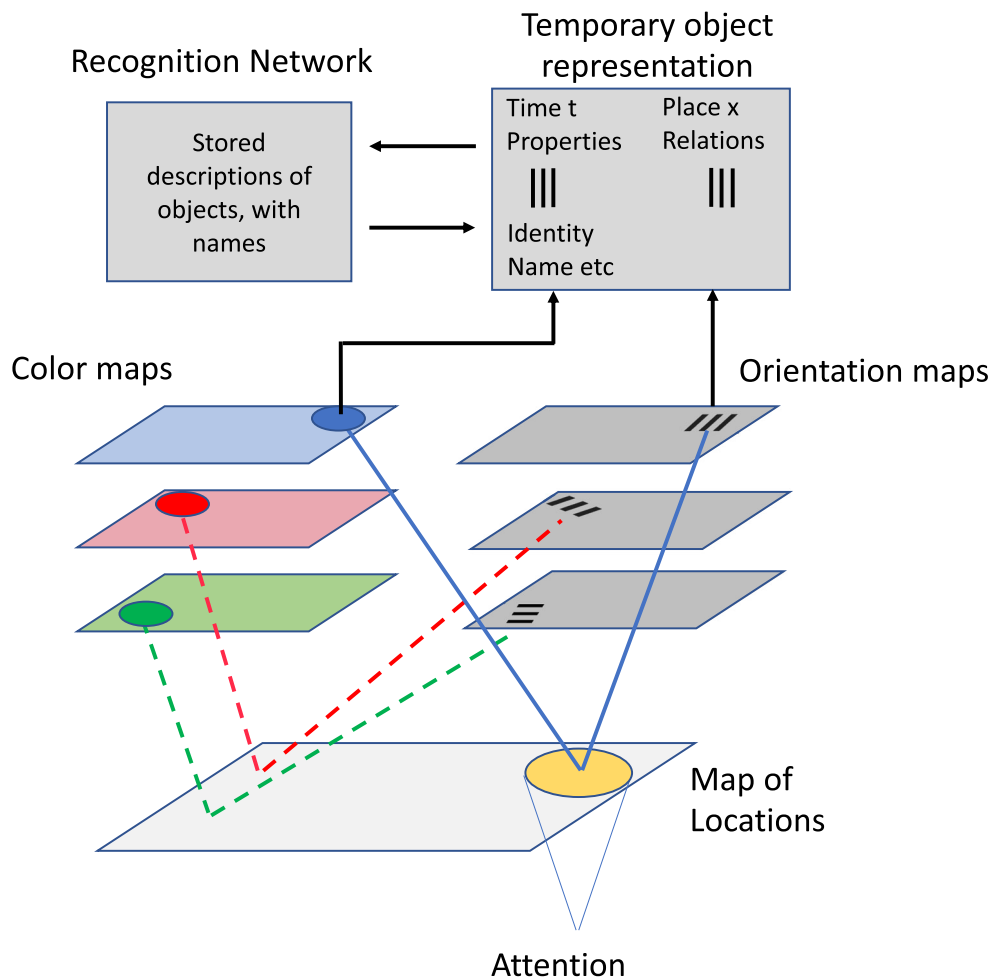 Temporary object
representation
Recognition Network
Time t
Properties
Place x
Relations
Identity
Name etc
Stored
descriptions of
objects, with
names
Color maps
Orientation maps
Map of
Locations
Attention